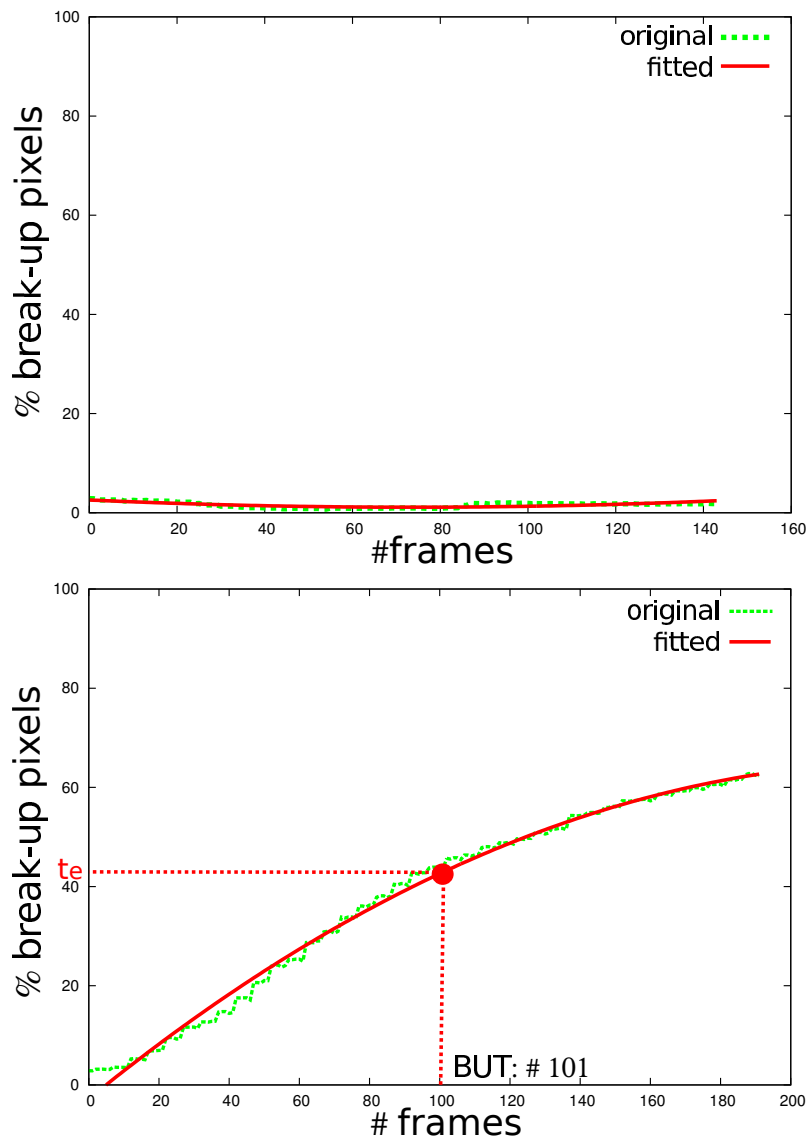 original
fitted
100
80
60
40
20
0
% break-up pixels
0 20 40 60 80 100 120 140 160
#frames
original
fitted
100
80
60
te
40
20
0
% break-up pixels
BUT: # 101
0 20 40 60 80 100 120 140 160 180 200
# frames